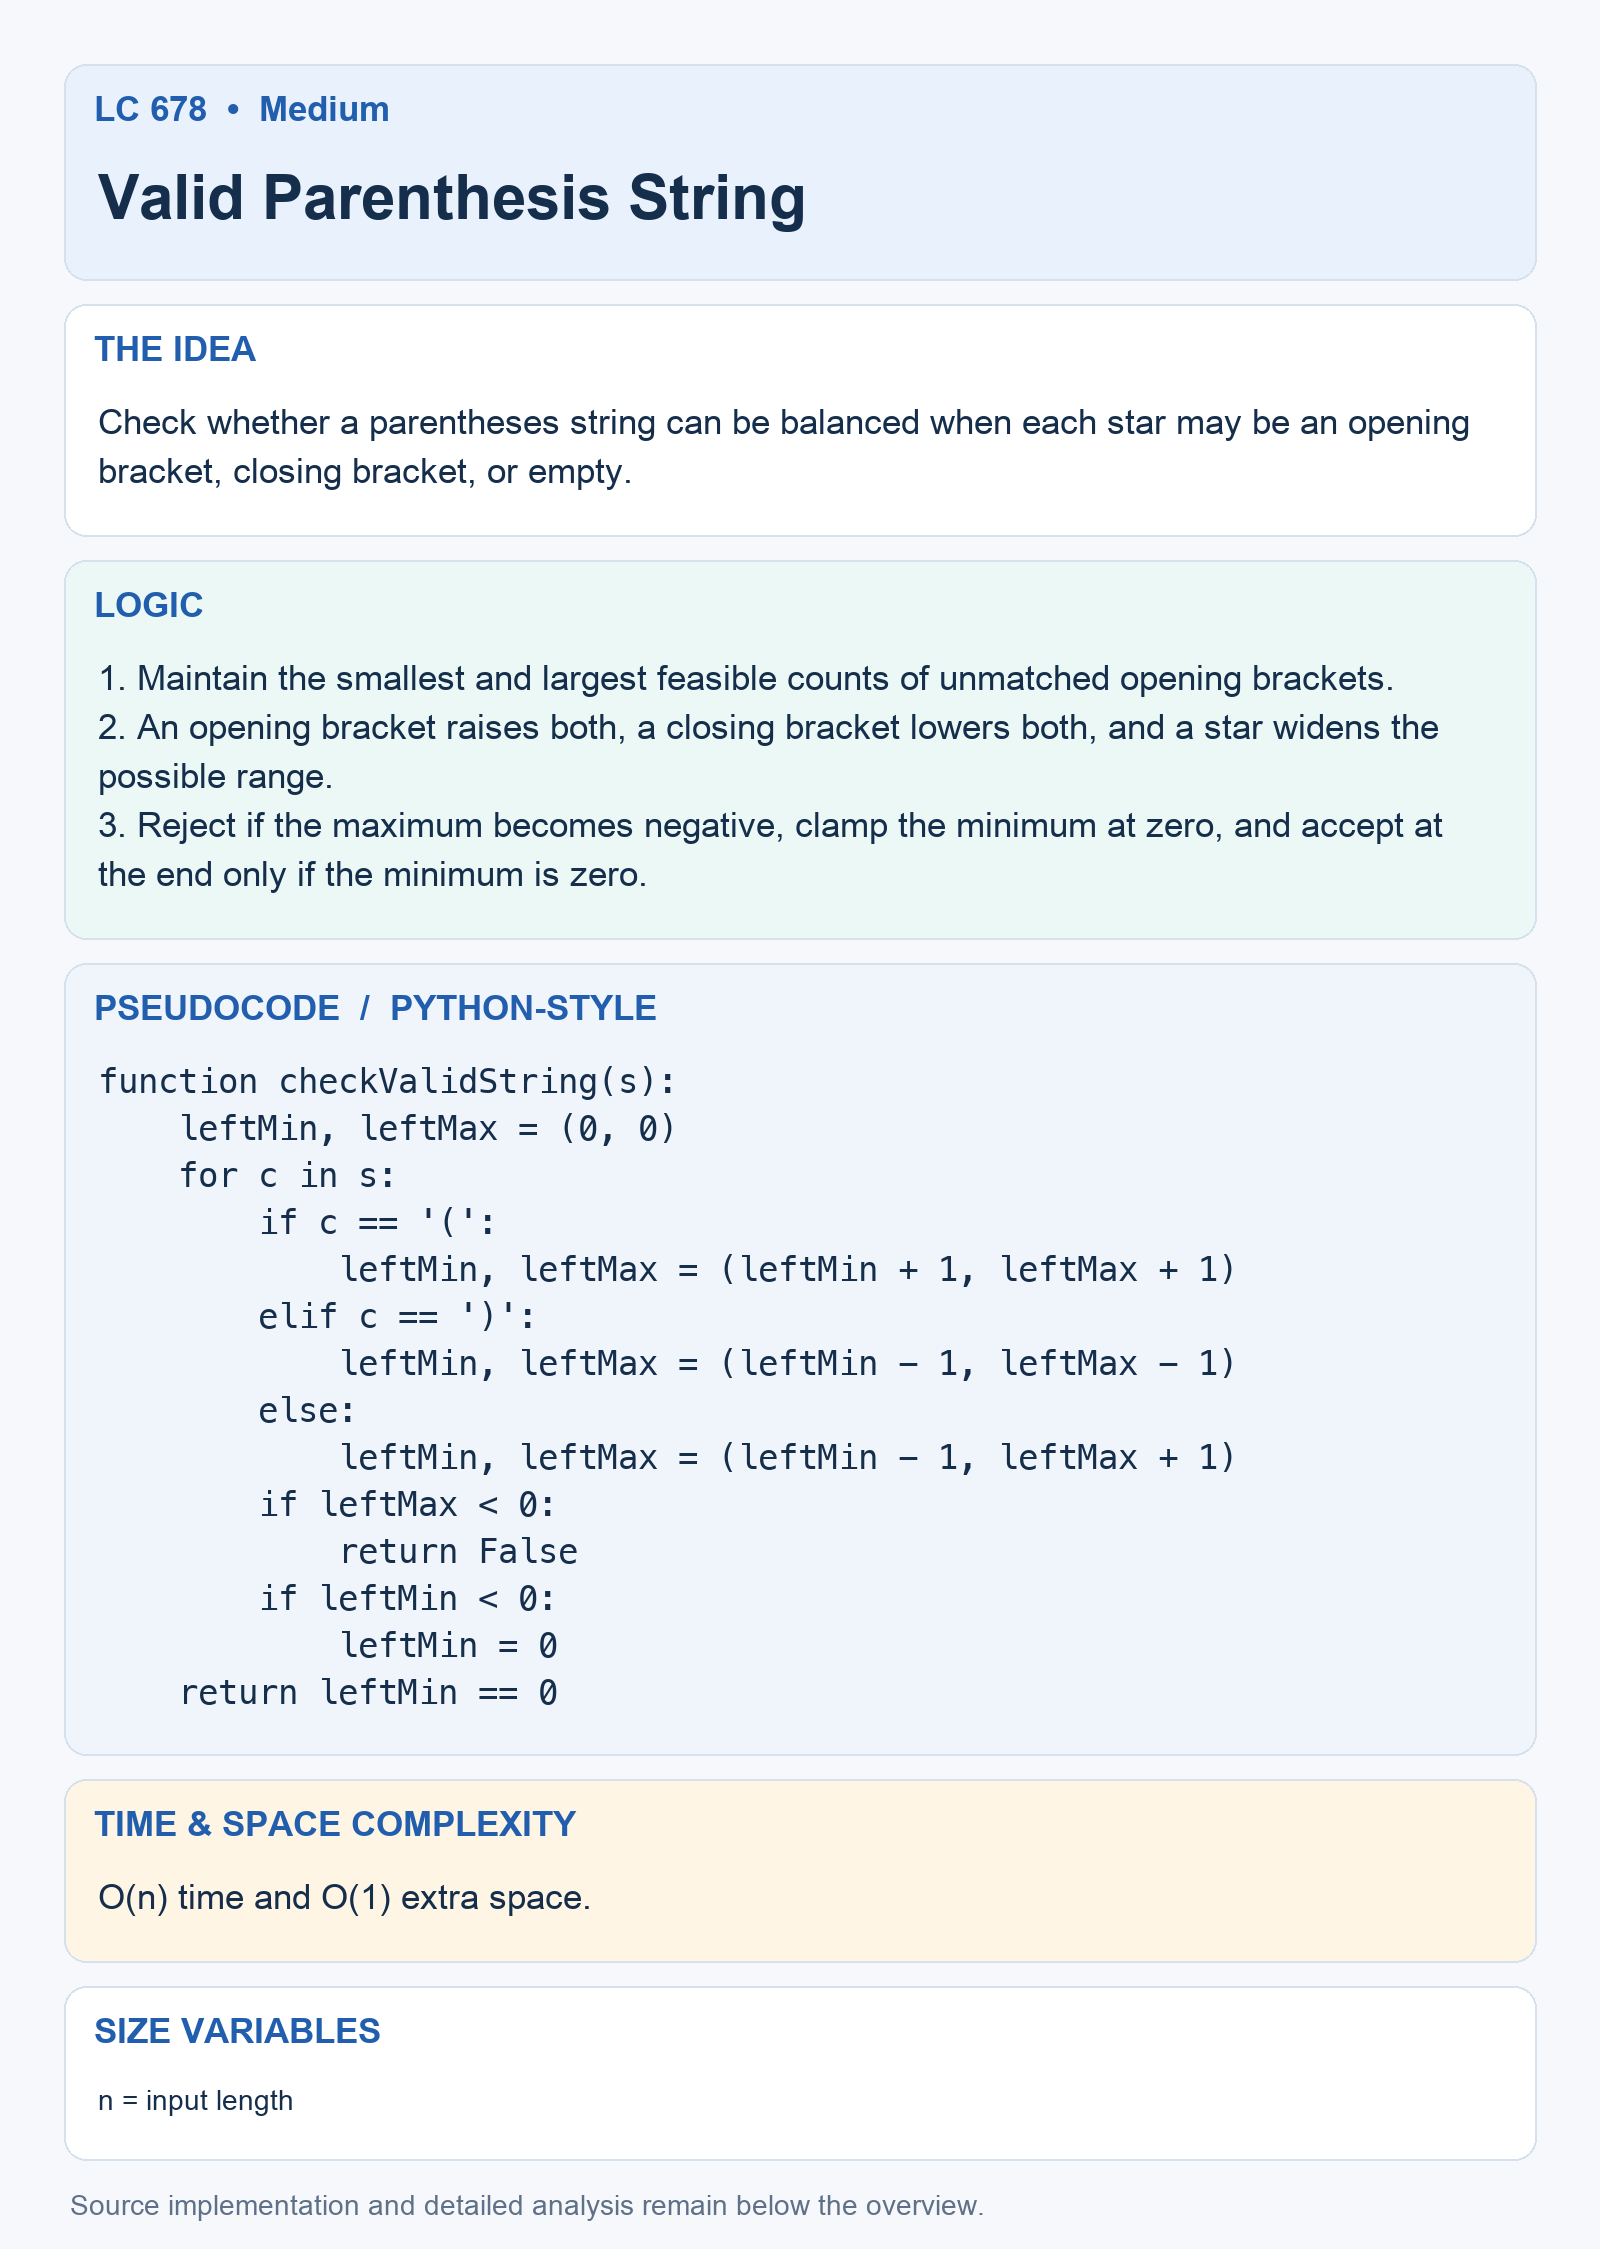 LC 678 • Medium
Valid Parenthesis String
THE IDEA
Check whether a parentheses string can be balanced when each star may be an opening
bracket, closing bracket, or empty.
LOGIC
1. Maintain the smallest and largest feasible counts of unmatched opening brackets.
2. An opening bracket raises both, a closing bracket lowers both, and a star widens the
possible range.
3. Reject if the maximum becomes negative, clamp the minimum at zero, and accept at
the end only if the minimum is zero.
PSEUDOCODE / PYTHON-STYLE
function checkValidString(s):
    leftMin, leftMax = (0, 0)
    for c in s:
        if c == '(':
            leftMin, leftMax = (leftMin + 1, leftMax + 1)
        elif c == ')':
            leftMin, leftMax = (leftMin − 1, leftMax − 1)
        else:
            leftMin, leftMax = (leftMin − 1, leftMax + 1)
        if leftMax < 0:
            return False
        if leftMin < 0:
            leftMin = 0
    return leftMin == 0
TIME & SPACE COMPLEXITY
O(n) time and O(1) extra space.
SIZE VARIABLES
n = input length
Source implementation and detailed analysis remain below the overview.